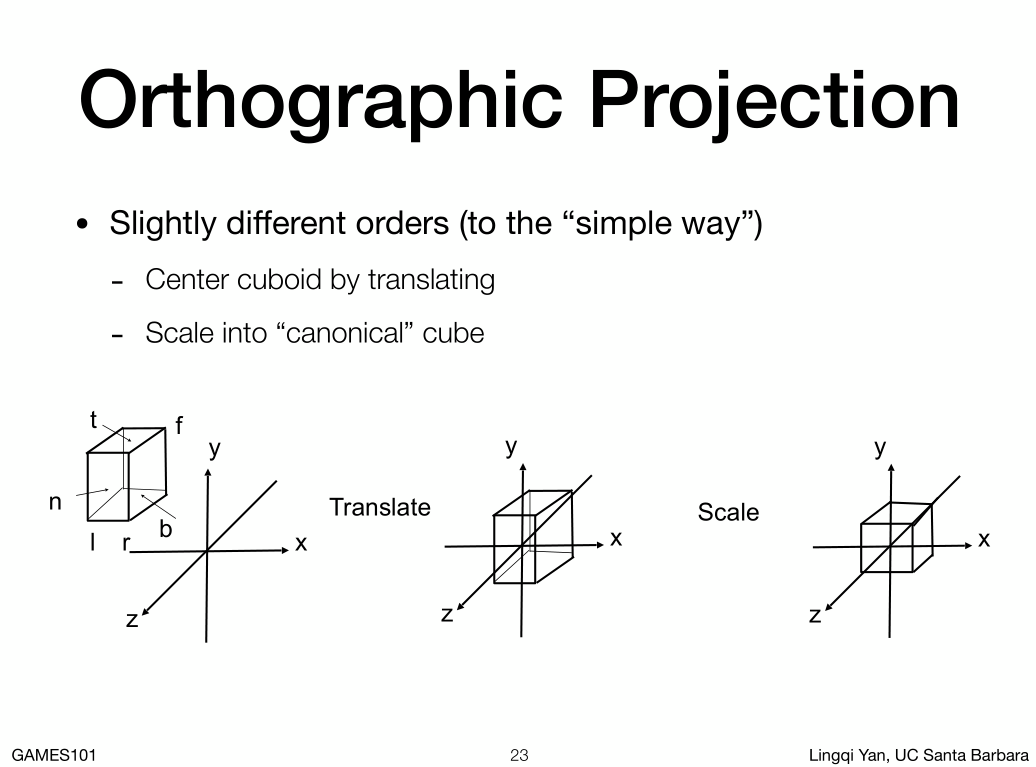 Orthographic Projection
• Slightly different orders (to the “simple way”)
- Center cuboid by translating
- Scale into “canonical” cube
t
f
n
b
l
r
y
x
z
Translate
y
x
z
Scale
y
x
z
GAMES101
23
Lingqi Yan, UC Santa Barbara